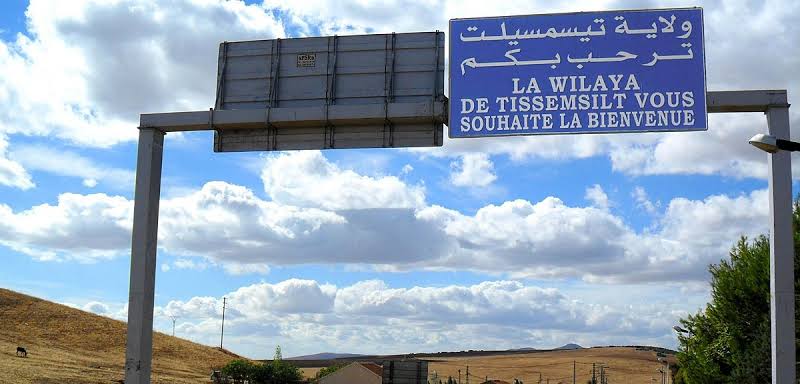 ولاية تيسمسيلت
ترحب بكم
LA WILAYA
DE TISSEMSILT VOUS
SOUHAITE LA BIENVENUE